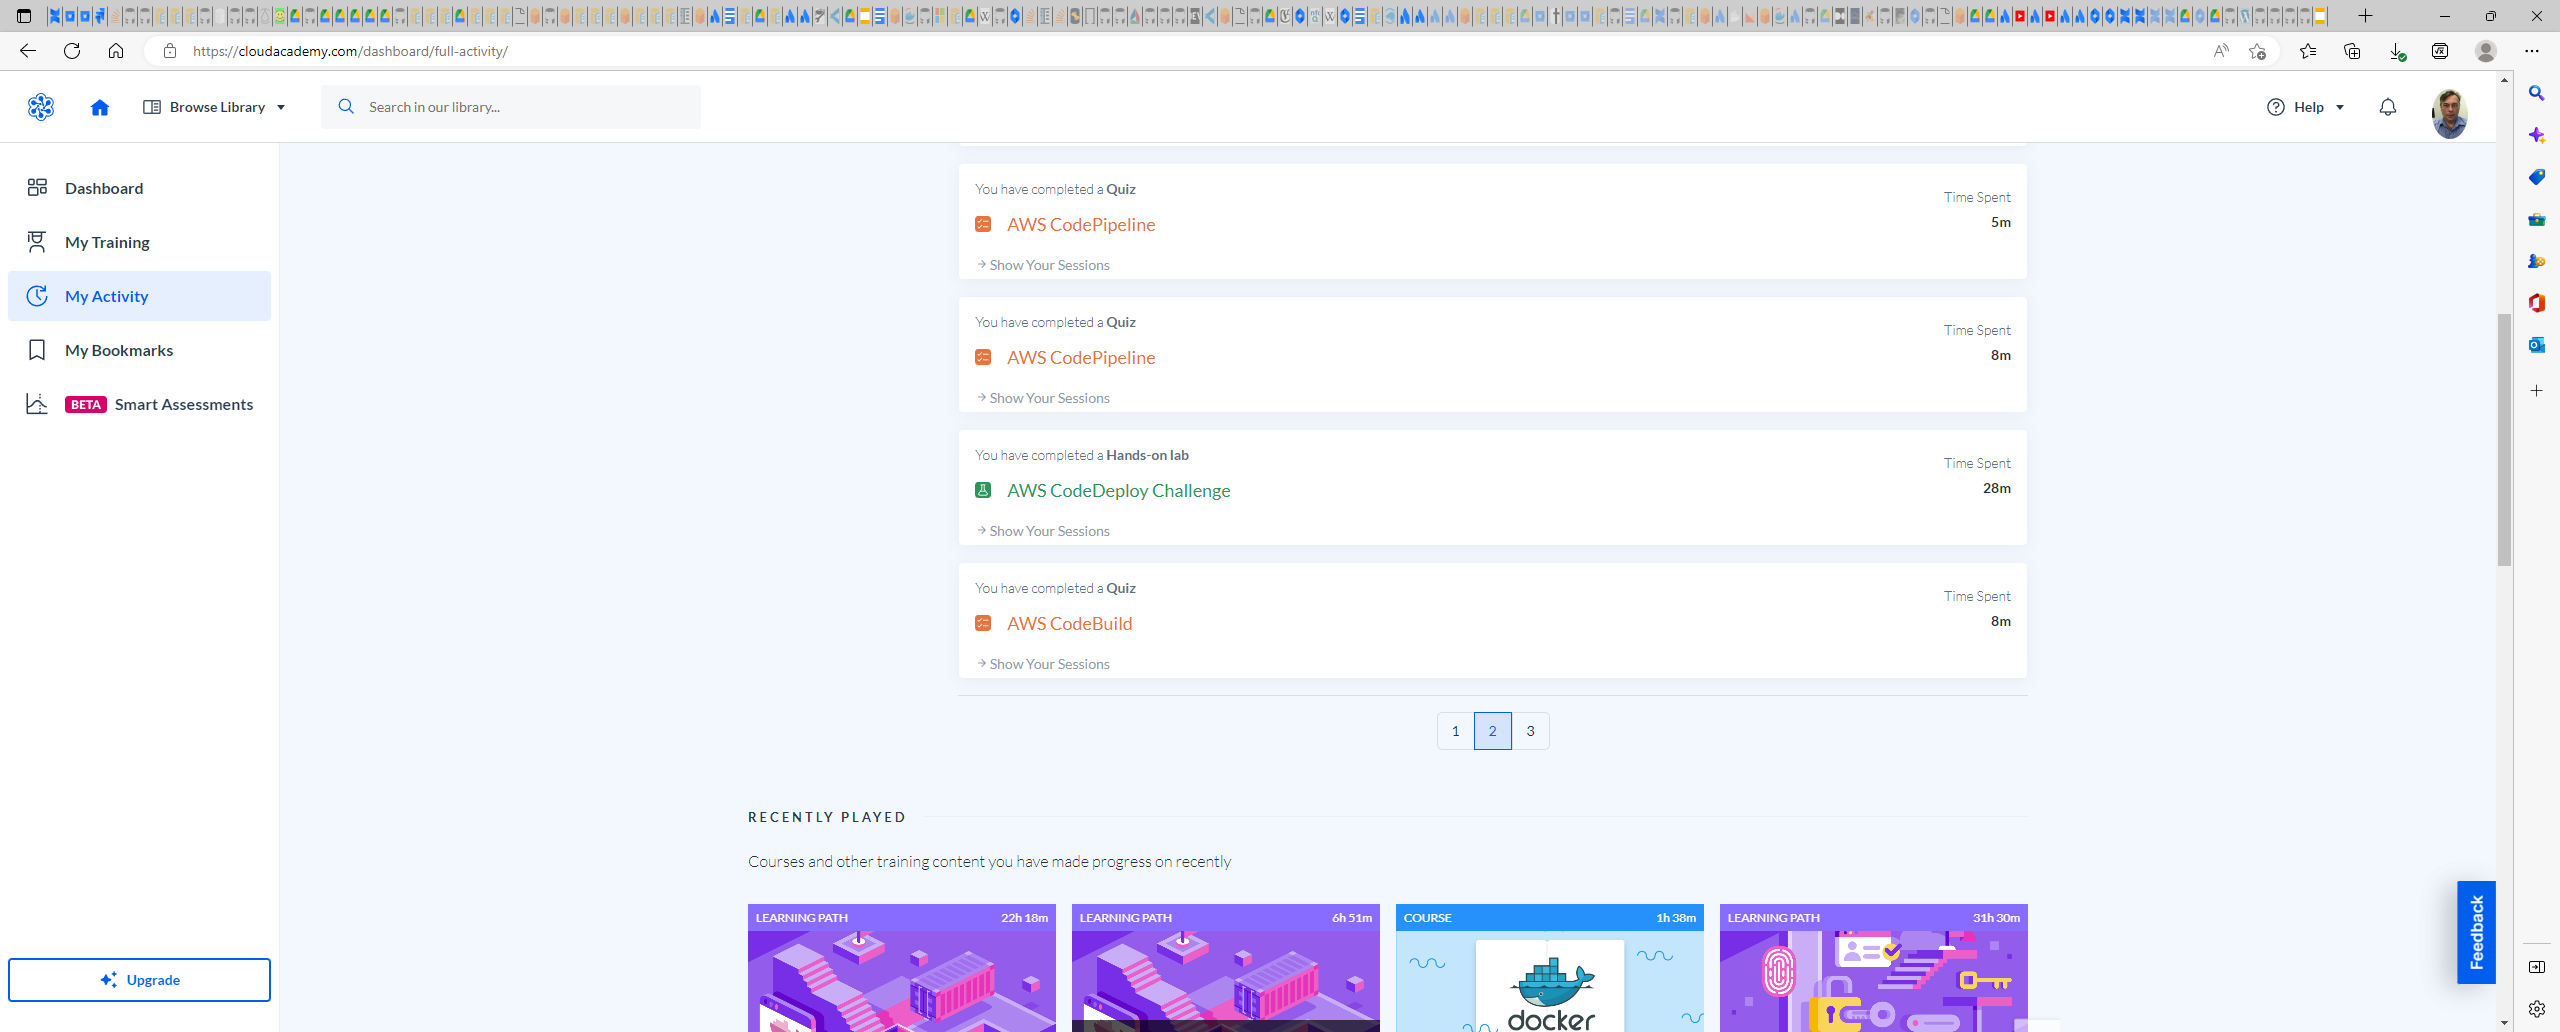 https://cloudacademy.com/dashboard/full-activity/
Browse Library
Search in our library...
Help
Dashboard
My Training
My Activity
My Bookmarks
BETA Smart Assessments
Upgrade
You have completed a Quiz
Time Spent
AWS CodePipeline
5m
Show Your Sessions
You have completed a Quiz
Time Spent
AWS CodePipeline
8m
Show Your Sessions
You have completed a Hands-on lab
Time Spent
AWS CodeDeploy Challenge
28m
Show Your Sessions
You have completed a Quiz
Time Spent
AWS CodeBuild
8m
Show Your Sessions
1 2 3
RECENTLY PLAYED
Courses and other training content you have made progress on recently
LEARNING PATH 22h 18m
LEARNING PATH 6h 51m
COURSE 1h 38m
LEARNING PATH 31h 30m
docker
Feedback